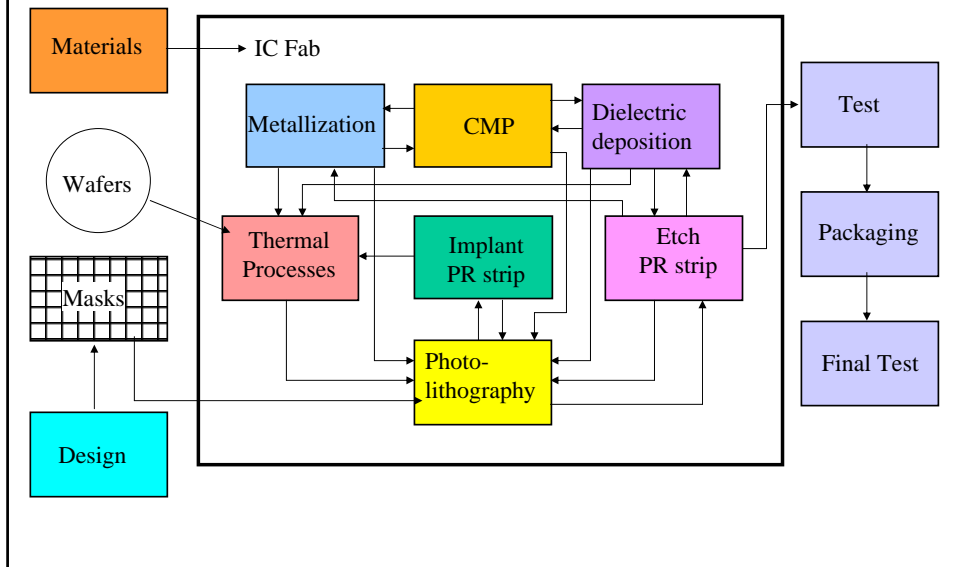 Materials
IC Fab
Metallization
CMP
Dielectric
deposition
Test
Wafers
Thermal
Processes
Implant
PR strip
Etch
PR strip
Packaging
Masks
Photo-
lithography
Final Test
Design